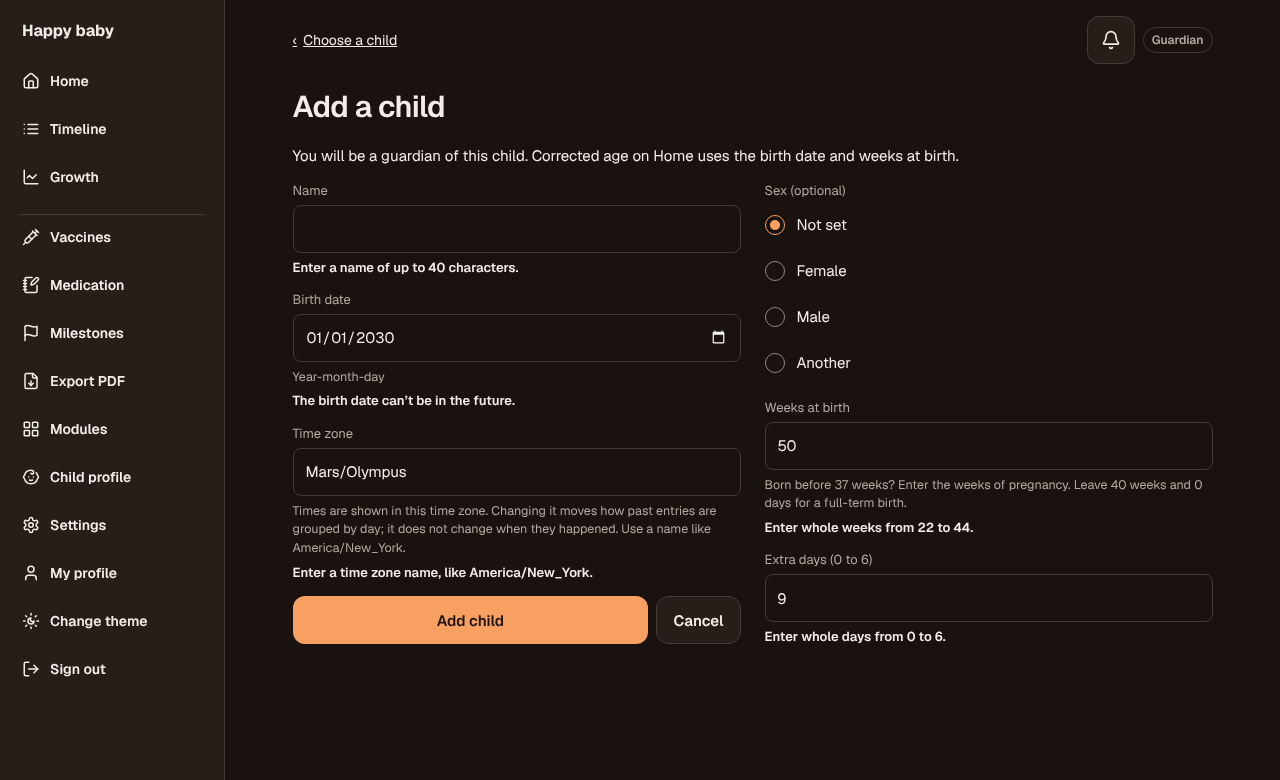 Happy baby
Home
Timeline
Growth
Vaccines
Medication
Milestones
Export PDF
Modules
Child profile
Settings
My profile
Change theme
Sign out
‹ Choose a child
Guardian
Add a child
You will be a guardian of this child. Corrected age on Home uses the birth date and weeks at birth.
Name
Enter a name of up to 40 characters.
Birth date
01/01/2030
Year-month-day
The birth date can’t be in the future.
Time zone
Mars/Olympus
Times are shown in this time zone. Changing it moves how past entries are
grouped by day; it does not change when they happened. Use a name like
America/New_York.
Enter a time zone name, like America/New_York.
Add child
Cancel
Sex (optional)
Not set
Female
Male
Another
Weeks at birth
50
Born before 37 weeks? Enter the weeks of pregnancy. Leave 40 weeks and 0
days for a full-term birth.
Enter whole weeks from 22 to 44.
Extra days (0 to 6)
9
Enter whole days from 0 to 6.